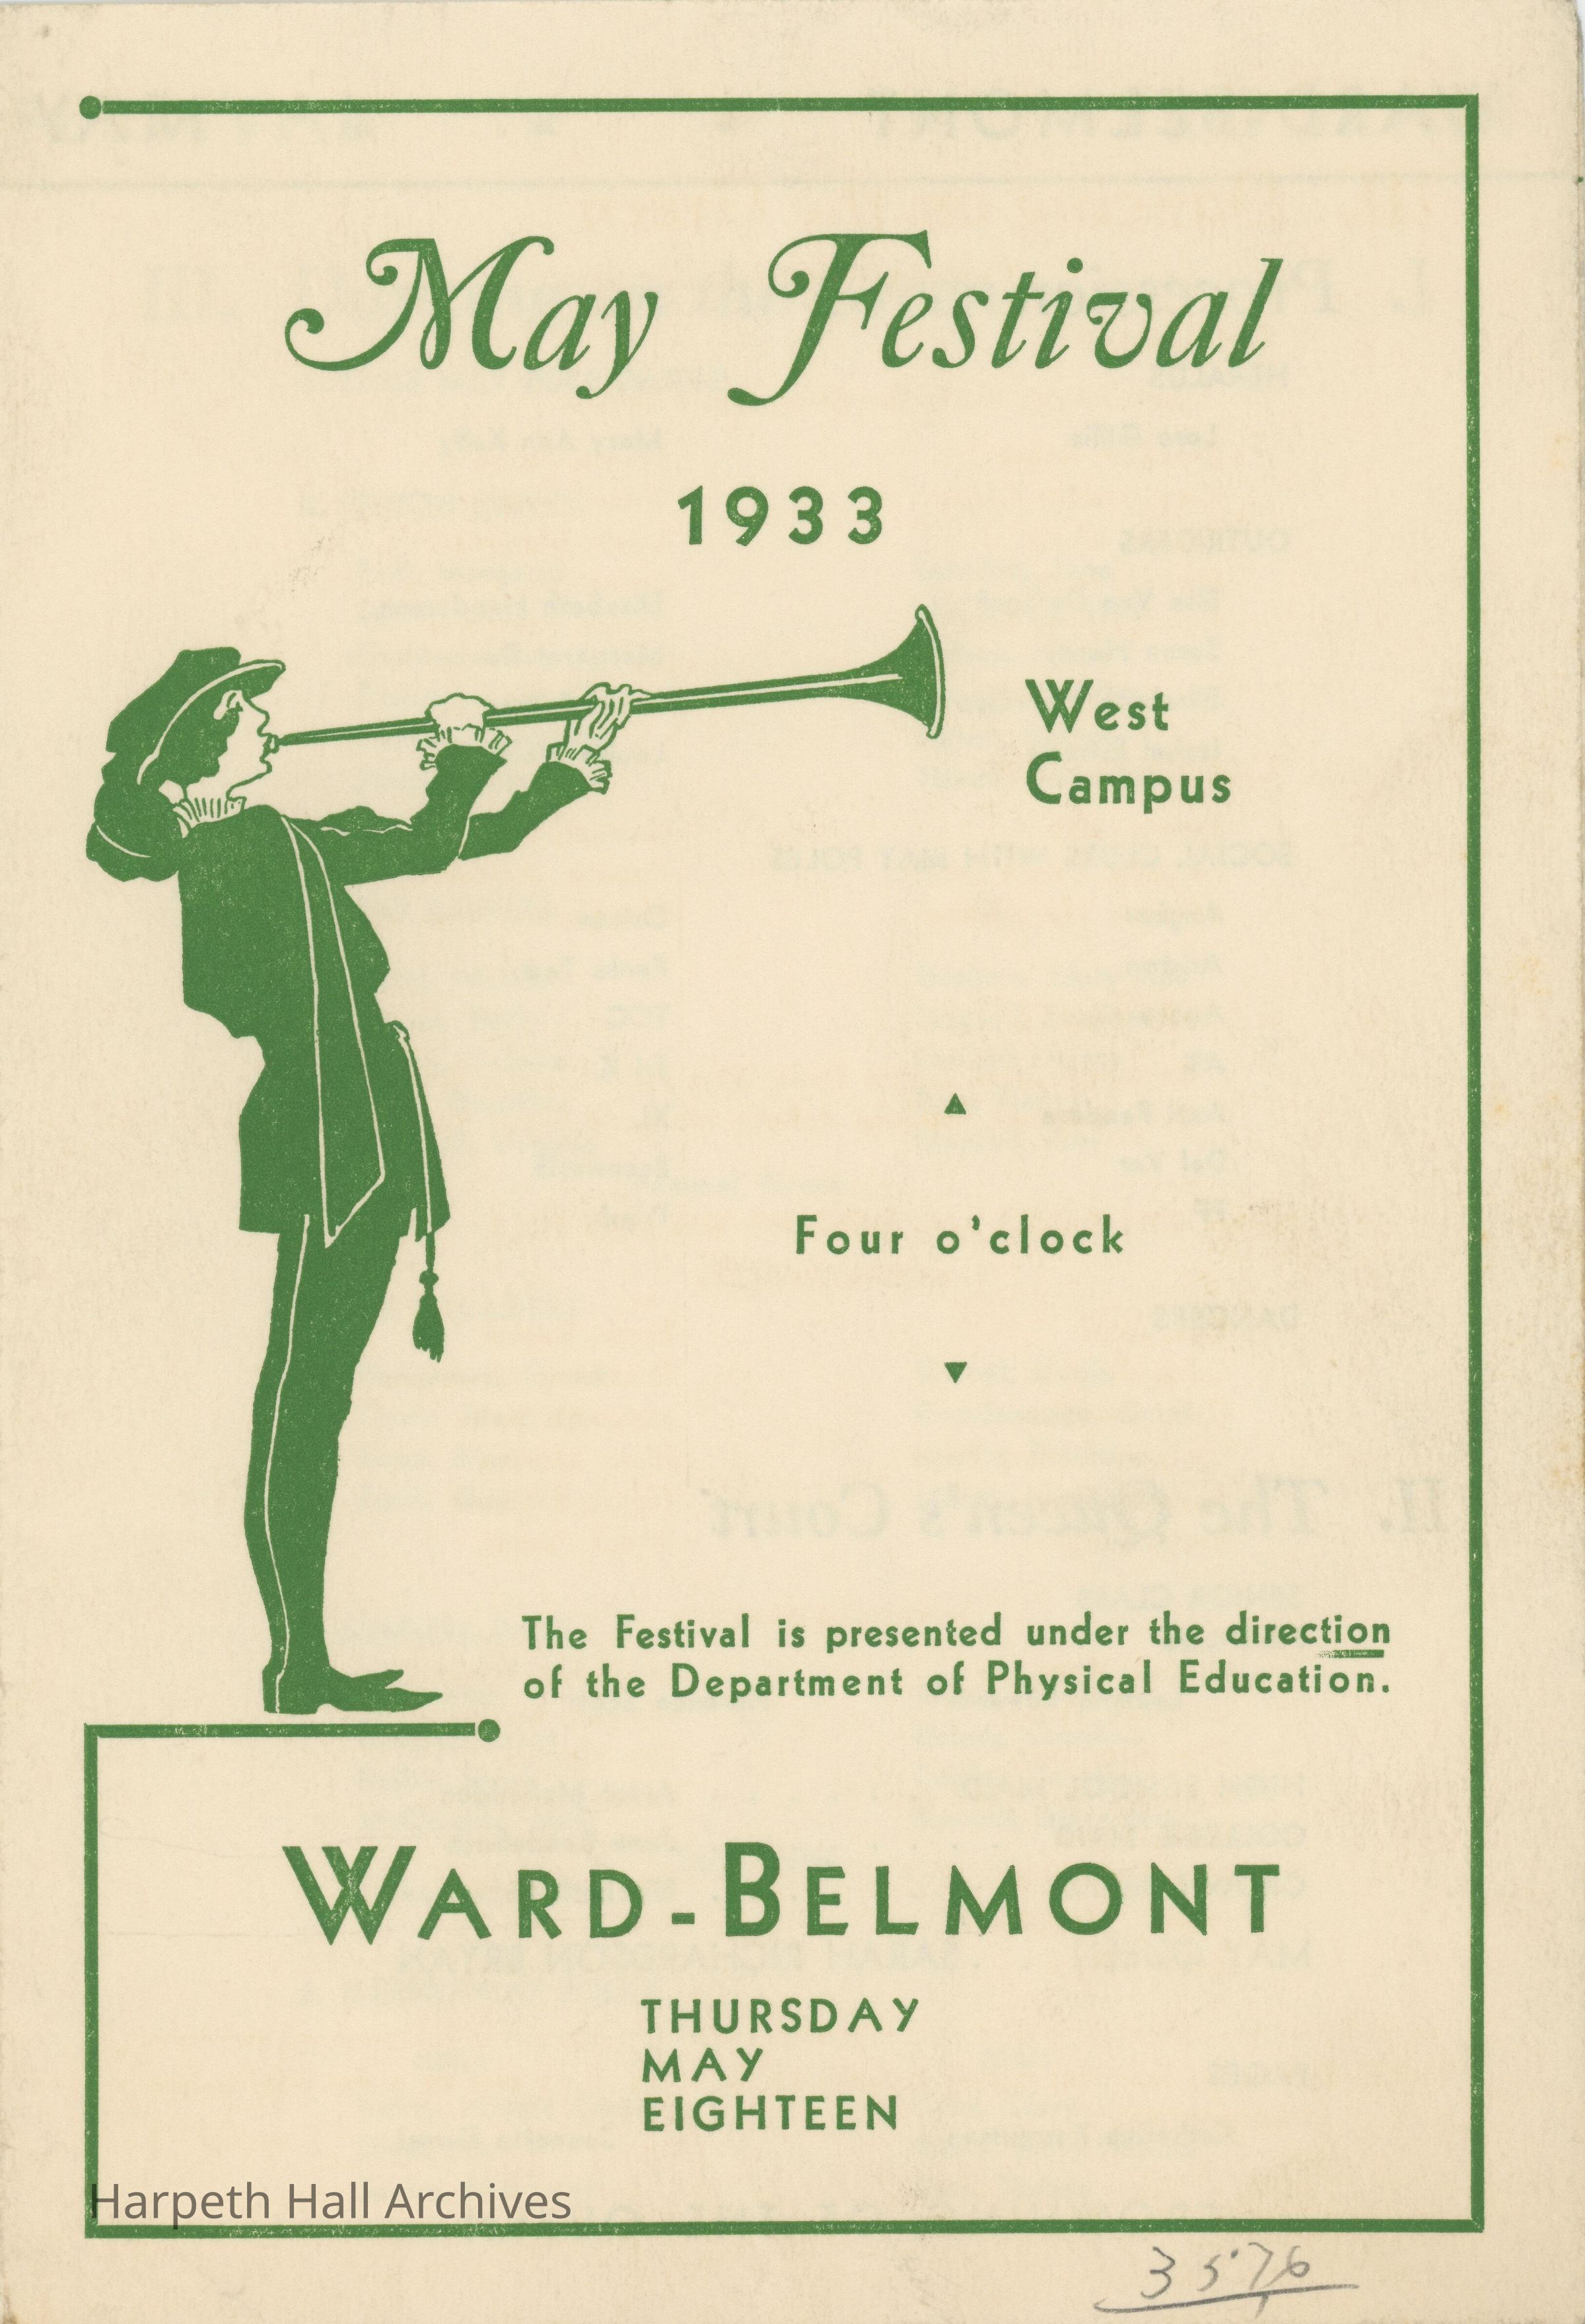 May Festival
1933
West
Campus
Four o'clock
The Festival is presented under the direction
of the Department of Physical Education.
WARD-BELMONT
THURSDAY
MAY
EIGHTEEN
Harpeth Hall Archives
3576